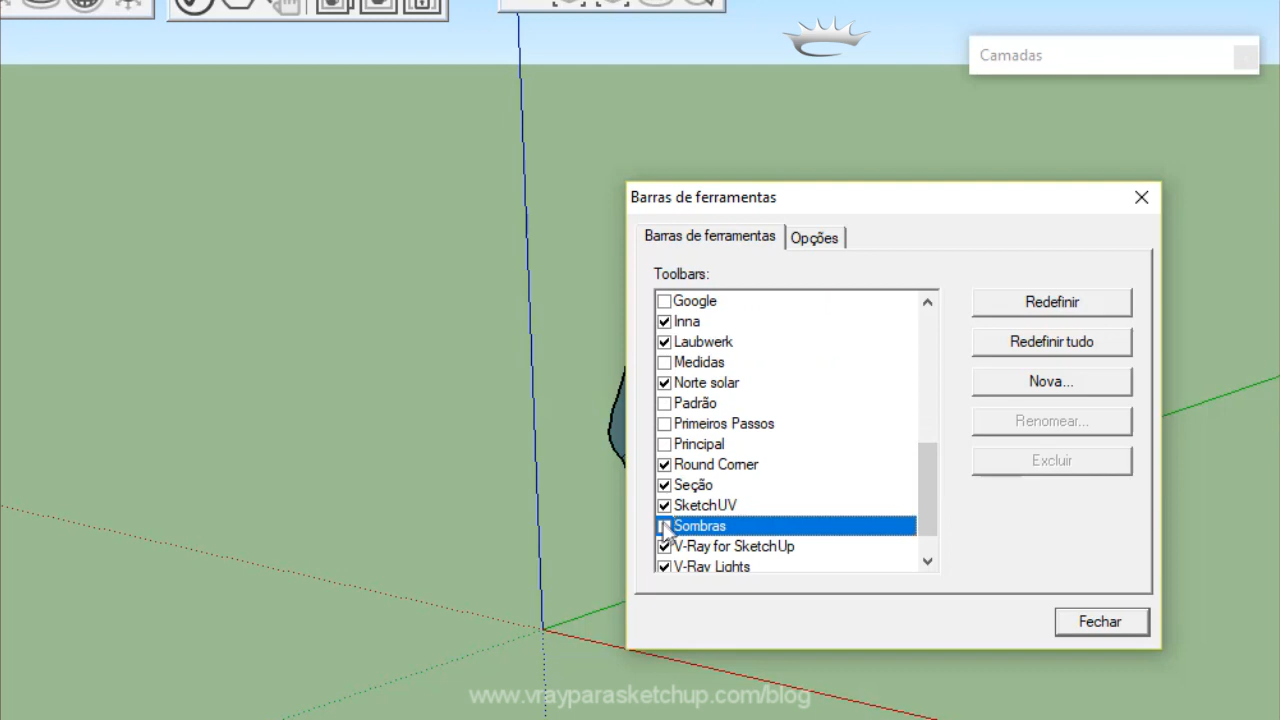 Camadas
Barras de ferramentas
Barras de ferramentas
Opções
Toolbars:
Google
Inna
Laubwerk
Medidas
Norte solar
Padrão
Primeiros Passos
Principal
Round Corner
Seção
SketchUV
Sombras
V-Ray for SketchUp
V-Ray Lights
Redefinir
Redefinir tudo
Nova...
Renomear...
Excluir
Fechar
www.vrayparasketchup.com/blog